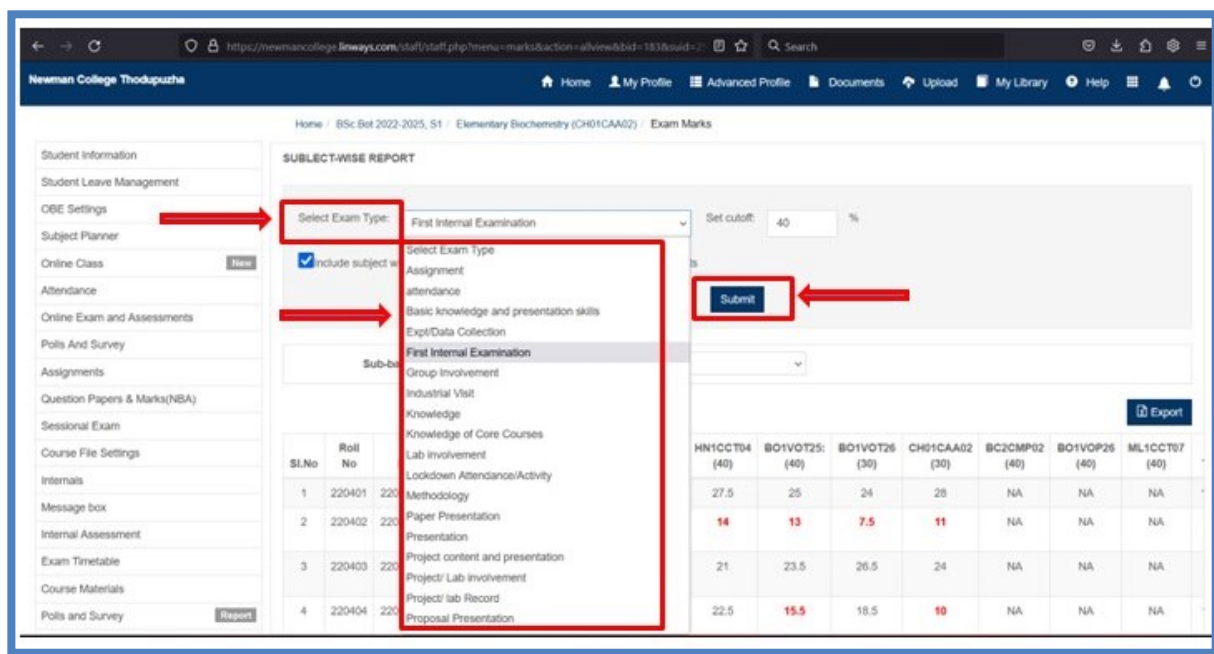 https://newmancollege.linways.com/staff/staff.php?menu=marks&action=allview&bid=183&suid=2 Search
Newman College Thodupuzha Home My Profile Advanced Profile Documents Upload My Library Help
Home / BSc.Bot 2022-2025, S1 / Elementary Biochemistry (CH01CAA02) / Exam Marks
Student Information
Student Leave Management
OBE Settings
Subject Planner
Online Class New
Attendance
Online Exam and Assessments
Polls And Survey
Assignments
Question Papers & Marks(NBA)
Sessional Exam
Course File Settings
Internals
Message box
Internal Assessment
Exam Timetable
Course Materials
Polls and Survey Report
SUBLECT-WISE REPORT
Select Exam Type: First Internal Examination Set cutoff: 40 %
Include subject
Select Exam Type
Assignment
attendance
Basic knowledge and presentation skills
Expt/Data Collection
First Internal Examination
Group Involvement
Industrial Visit
Knowledge
Knowledge of Core Courses
Lab involvement
Lockdown Attendance/Activity
Methodology
Paper Presentation
Presentation
Project content and presentation
Project/ Lab involvement
Project/ lab Record
Proposal Presentation
Submit
Export
Sl.No Roll No HN1CCT04 (40) BO1VOT25: (40) BO1VOT26 (30) CH01CAA02 (30) BC2CMP02 (40) BO1VOP26 (40) ML1CCT07 (40)
1 220401 220 27.5 25 24 28 NA NA NA
2 220402 220 14 13 7.5 11 NA NA NA
3 220403 220 21 23.5 26.5 24 NA NA NA
4 220404 220 22.5 15.5 18.5 10 NA NA NA